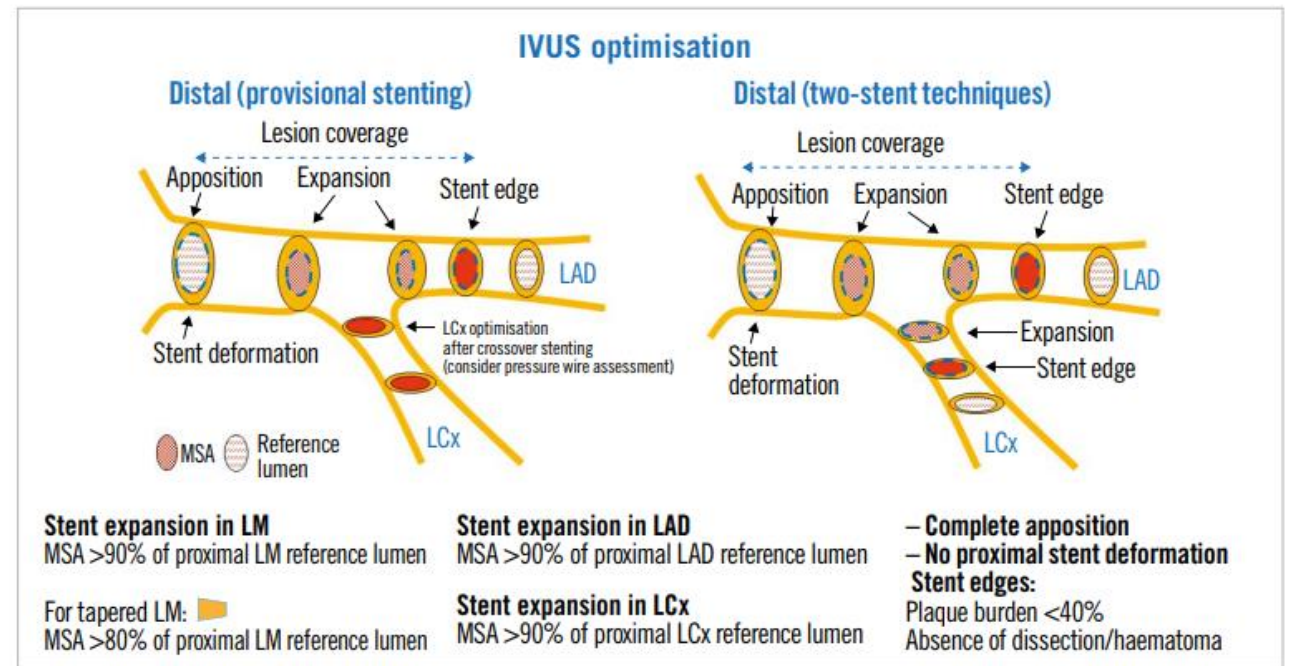 IVUS optimisation
Distal (provisional stenting)
Lesion coverage
Apposition
Expansion
Stent edge
LAD
Stent deformation
LCx optimisation
after crossover stenting
(consider pressure wire assessment)
LCx
MSA
Reference
lumen
Distal (two-stent techniques)
Lesion coverage
Apposition
Expansion
Stent edge
LAD
Stent
deformation
Expansion
Stent edge
LCx
Stent expansion in LM
MSA >90% of proximal LM reference lumen
For tapered LM:
MSA >80% of proximal LM reference lumen
Stent expansion in LAD
MSA >90% of proximal LAD reference lumen
Stent expansion in LCx
MSA >90% of proximal LCx reference lumen
– Complete apposition
– No proximal stent deformation
Stent edges:
Plaque burden <40%
Absence of dissection/haematoma